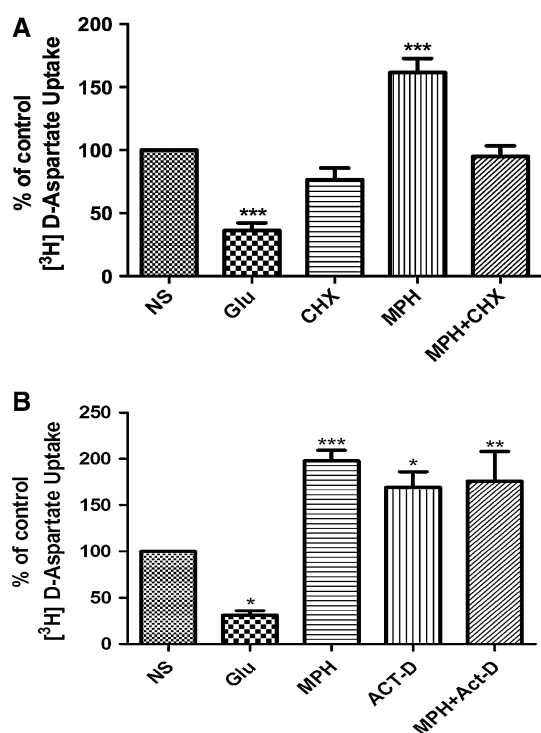 A
% of control
[³H] D-Aspartate Uptake
200
150
100
50
0
***
***
NS
Glu
CHX
MPH
MPH+CHX
B
% of control
[³H] D-Aspartate Uptake
250
200
150
100
50
0
*
***
*
**
NS
Glu
MPH
ACT-D
MPH+Act-D